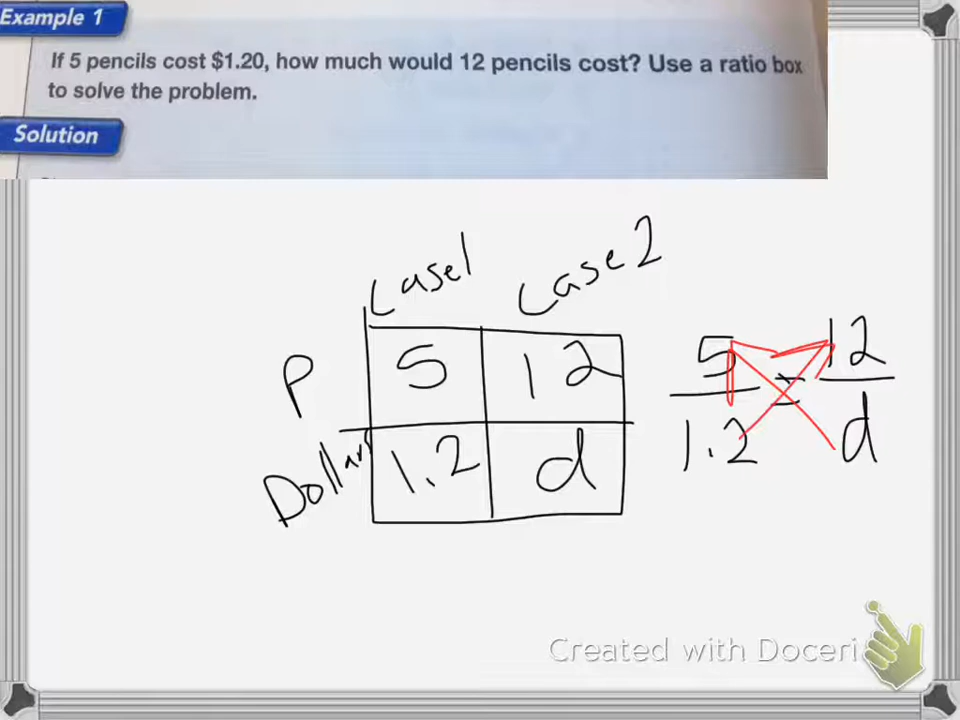 Example 1
If 5 pencils cost $1.20, how much would 12 pencils cost? Use a ratio box
to solve the problem.
Solution
Case1 Case 2
P 5 12
Dollars 1.2 d
5 = 12
1.2 d
Created with Doceri